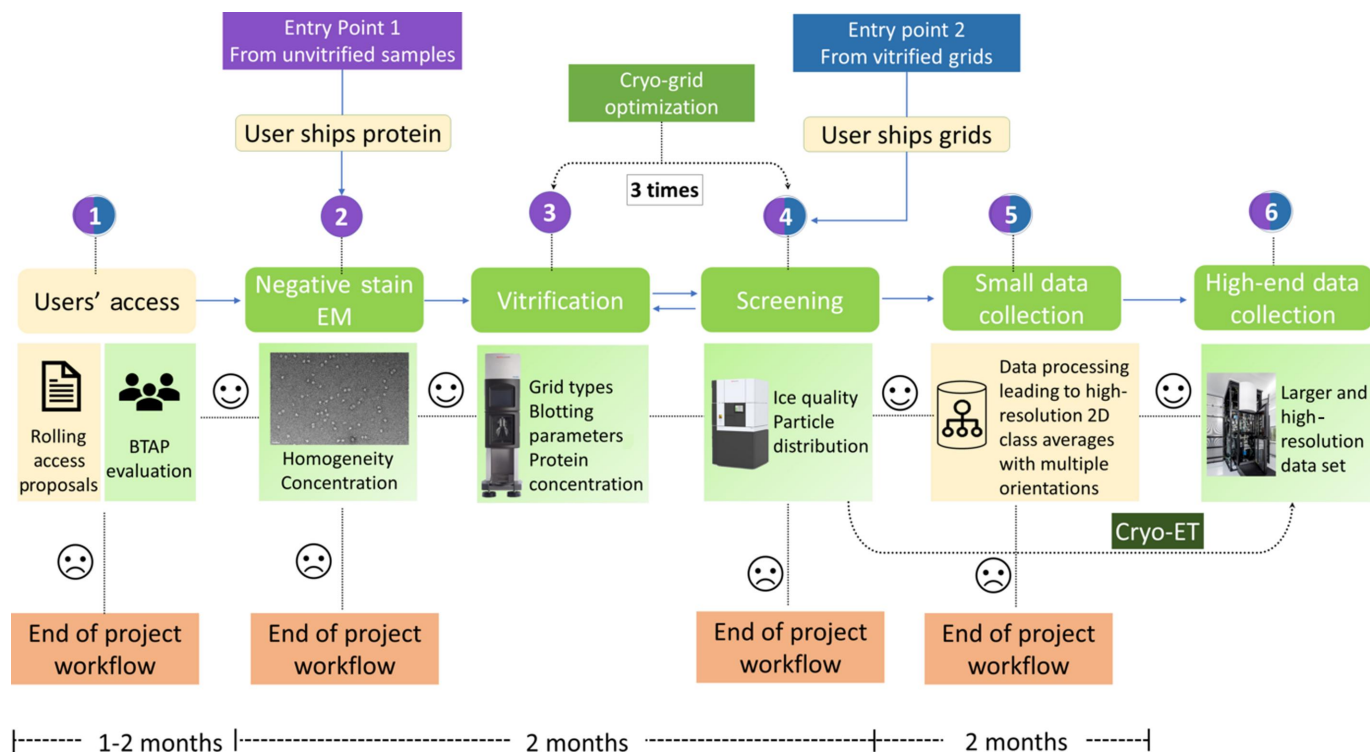 Entry Point 1
From unvitrified samples
Entry point 2
From vitrified grids
Cryo-grid
optimization
User ships protein
User ships grids
3 times
1
2
3
4
5
6
Users’ access
Negative stain
EM
Vitrification
Screening
Small data
collection
High-end data
collection
Rolling
access
proposals
BTAP
evaluation
Homogeneity
Concentration
Grid types
Blotting
parameters
Protein
concentration
Ice quality
Particle
distribution
Data processing
leading to high-
resolution 2D
class averages
with multiple
orientations
Larger and
high-
resolution
data set
Cryo-ET
End of project
workflow
End of project
workflow
End of project
workflow
End of project
workflow
1-2 months
2 months
2 months